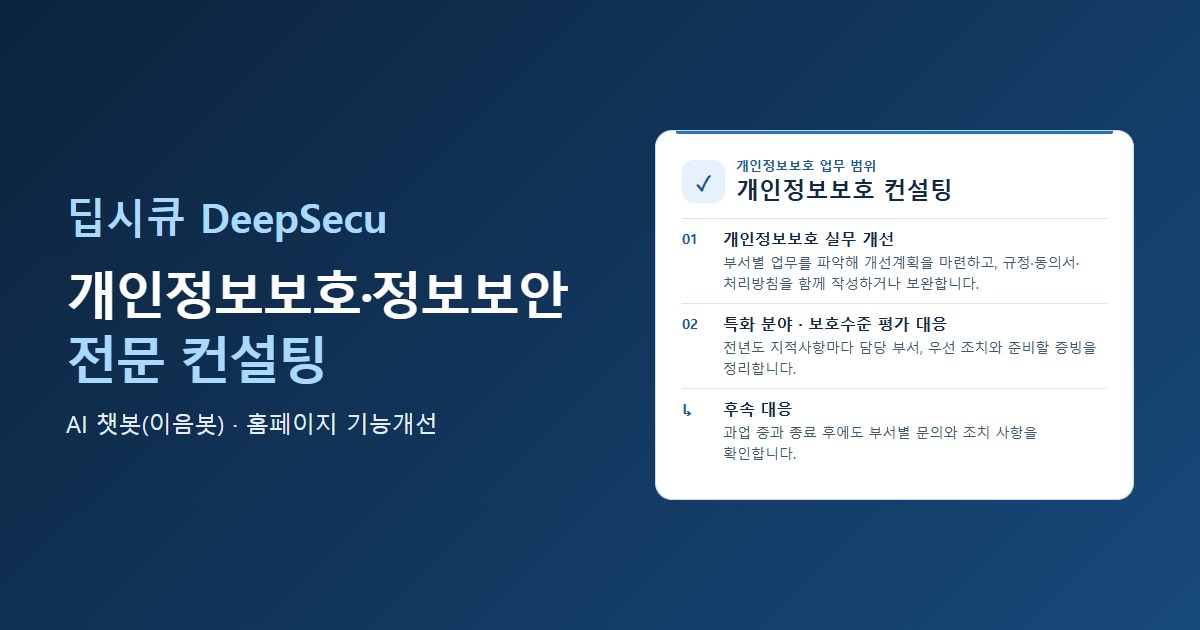 딥시큐 DeepSecu
개인정보보호·정보보안
전문 컨설팅
AI 챗봇(이음봇) · 홈페이지 기능개선
✓
개인정보보호 업무 범위
개인정보보호 컨설팅
01 개인정보보호 실무 개선
부서별 업무를 파악해 개선계획을 마련하고, 규정·동의서·
처리방침을 함께 작성하거나 보완합니다.
02 특화 분야 · 보호수준 평가 대응
전년도 지적사항마다 담당 부서, 우선 조치와 준비할 증빙을
정리합니다.
↳ 후속 대응
과업 중과 종료 후에도 부서별 문의와 조치 사항을
확인합니다.